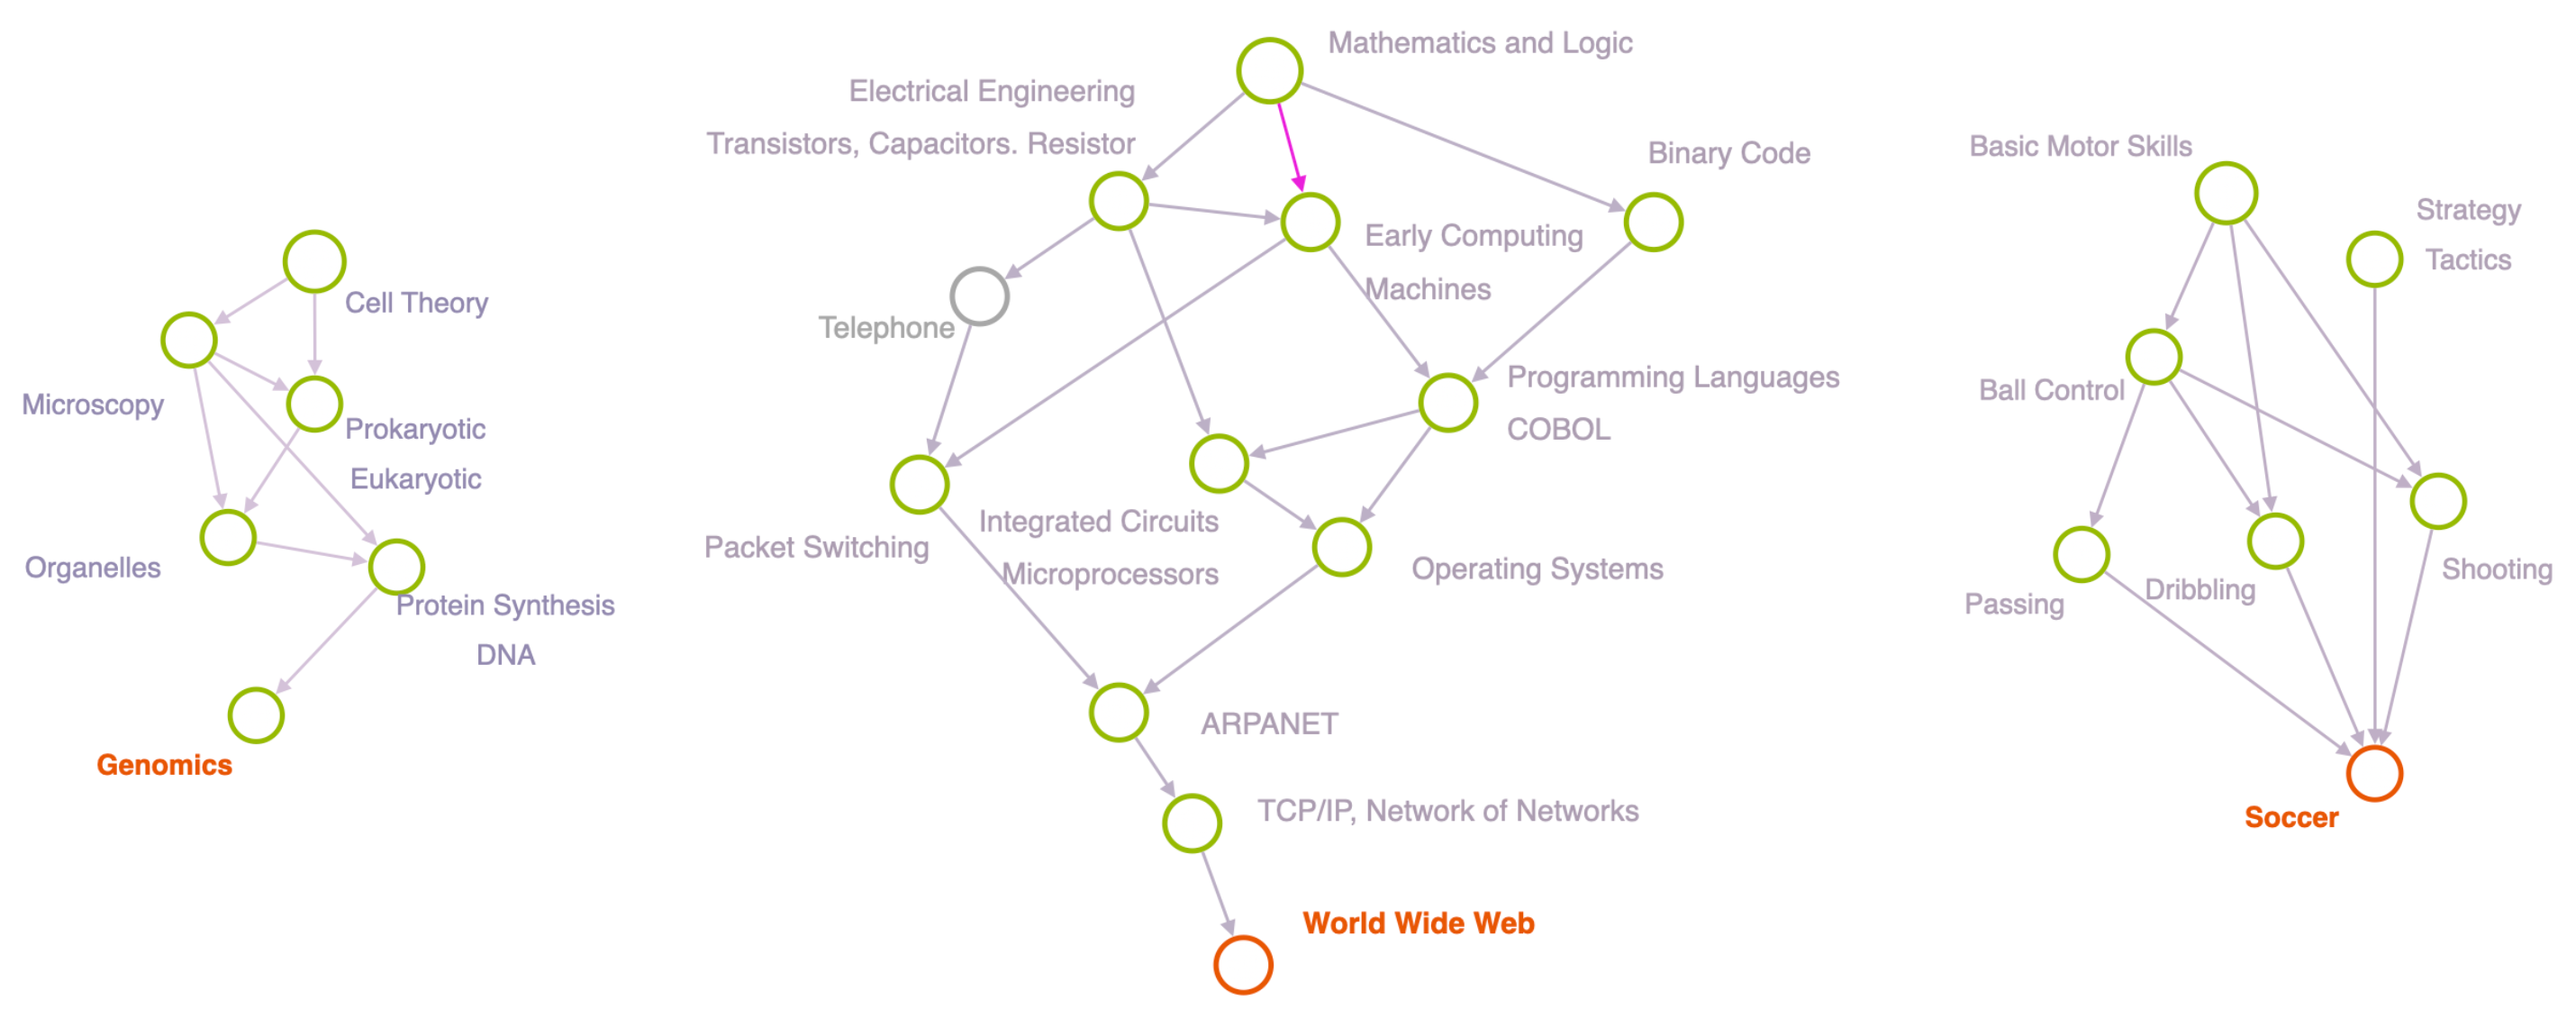 Cell Theory
Microscopy
Prokaryotic
Eukaryotic
Organelles
Protein Synthesis
DNA
Genomics
Mathematics and Logic
Electrical Engineering
Transistors, Capacitors. Resistor
Binary Code
Early Computing
Machines
Telephone
Programming Languages
COBOL
Integrated Circuits
Microprocessors
Packet Switching
Operating Systems
ARPANET
TCP/IP, Network of Networks
World Wide Web
Basic Motor Skills
Strategy
Tactics
Ball Control
Passing
Dribbling
Shooting
Soccer